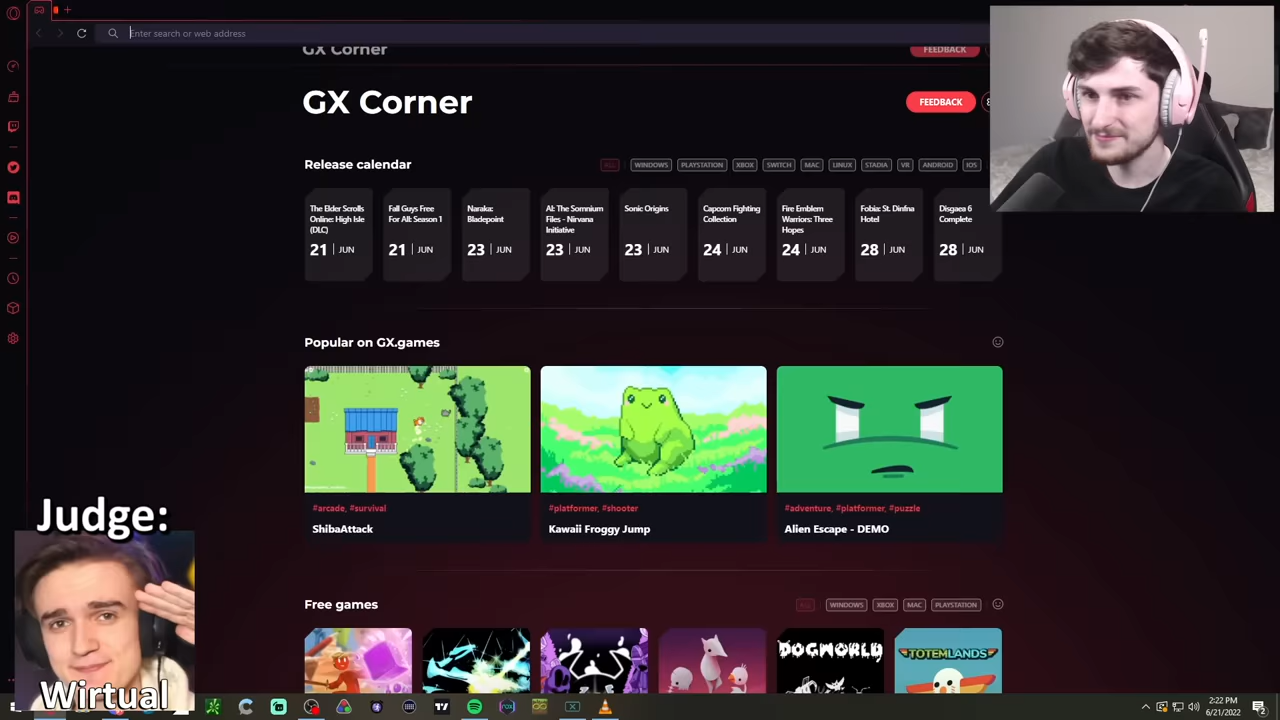 Enter search or web address
GX Corner
FEEDBACK
GX Corner
FEEDBACK
Release calendar
ALL
WINDOWS
PLAYSTATION
XBOX
SWITCH
MAC
LINUX
STADIA
VR
ANDROID
IOS
The Elder Scrolls
Online: High Isle
(DLC)
21 JUN
Fall Guys Free
For All: Season 1
21 JUN
Naraka:
Bladepoint
23 JUN
AI: The Somnium
Files - Nirvana
Initiative
23 JUN
Sonic Origins
23 JUN
Capcom Fighting
Collection
24 JUN
Fire Emblem
Warriors: Three
Hopes
24 JUN
Fobia: St. Dinfna
Hotel
28 JUN
Disgaea 6
Complete
28 JUN
Popular on GX.games
#arcade, #survival
ShibaAttack
#platformer, #shooter
Kawaii Froggy Jump
#adventure, #platformer, #puzzle
Alien Escape - DEMO
Free games
ALL
WINDOWS
XBOX
MAC
PLAYSTATION
DOGWORLD
TOTEMLANDS
Judge:
Wirtual
2:22 PM
6/21/2022